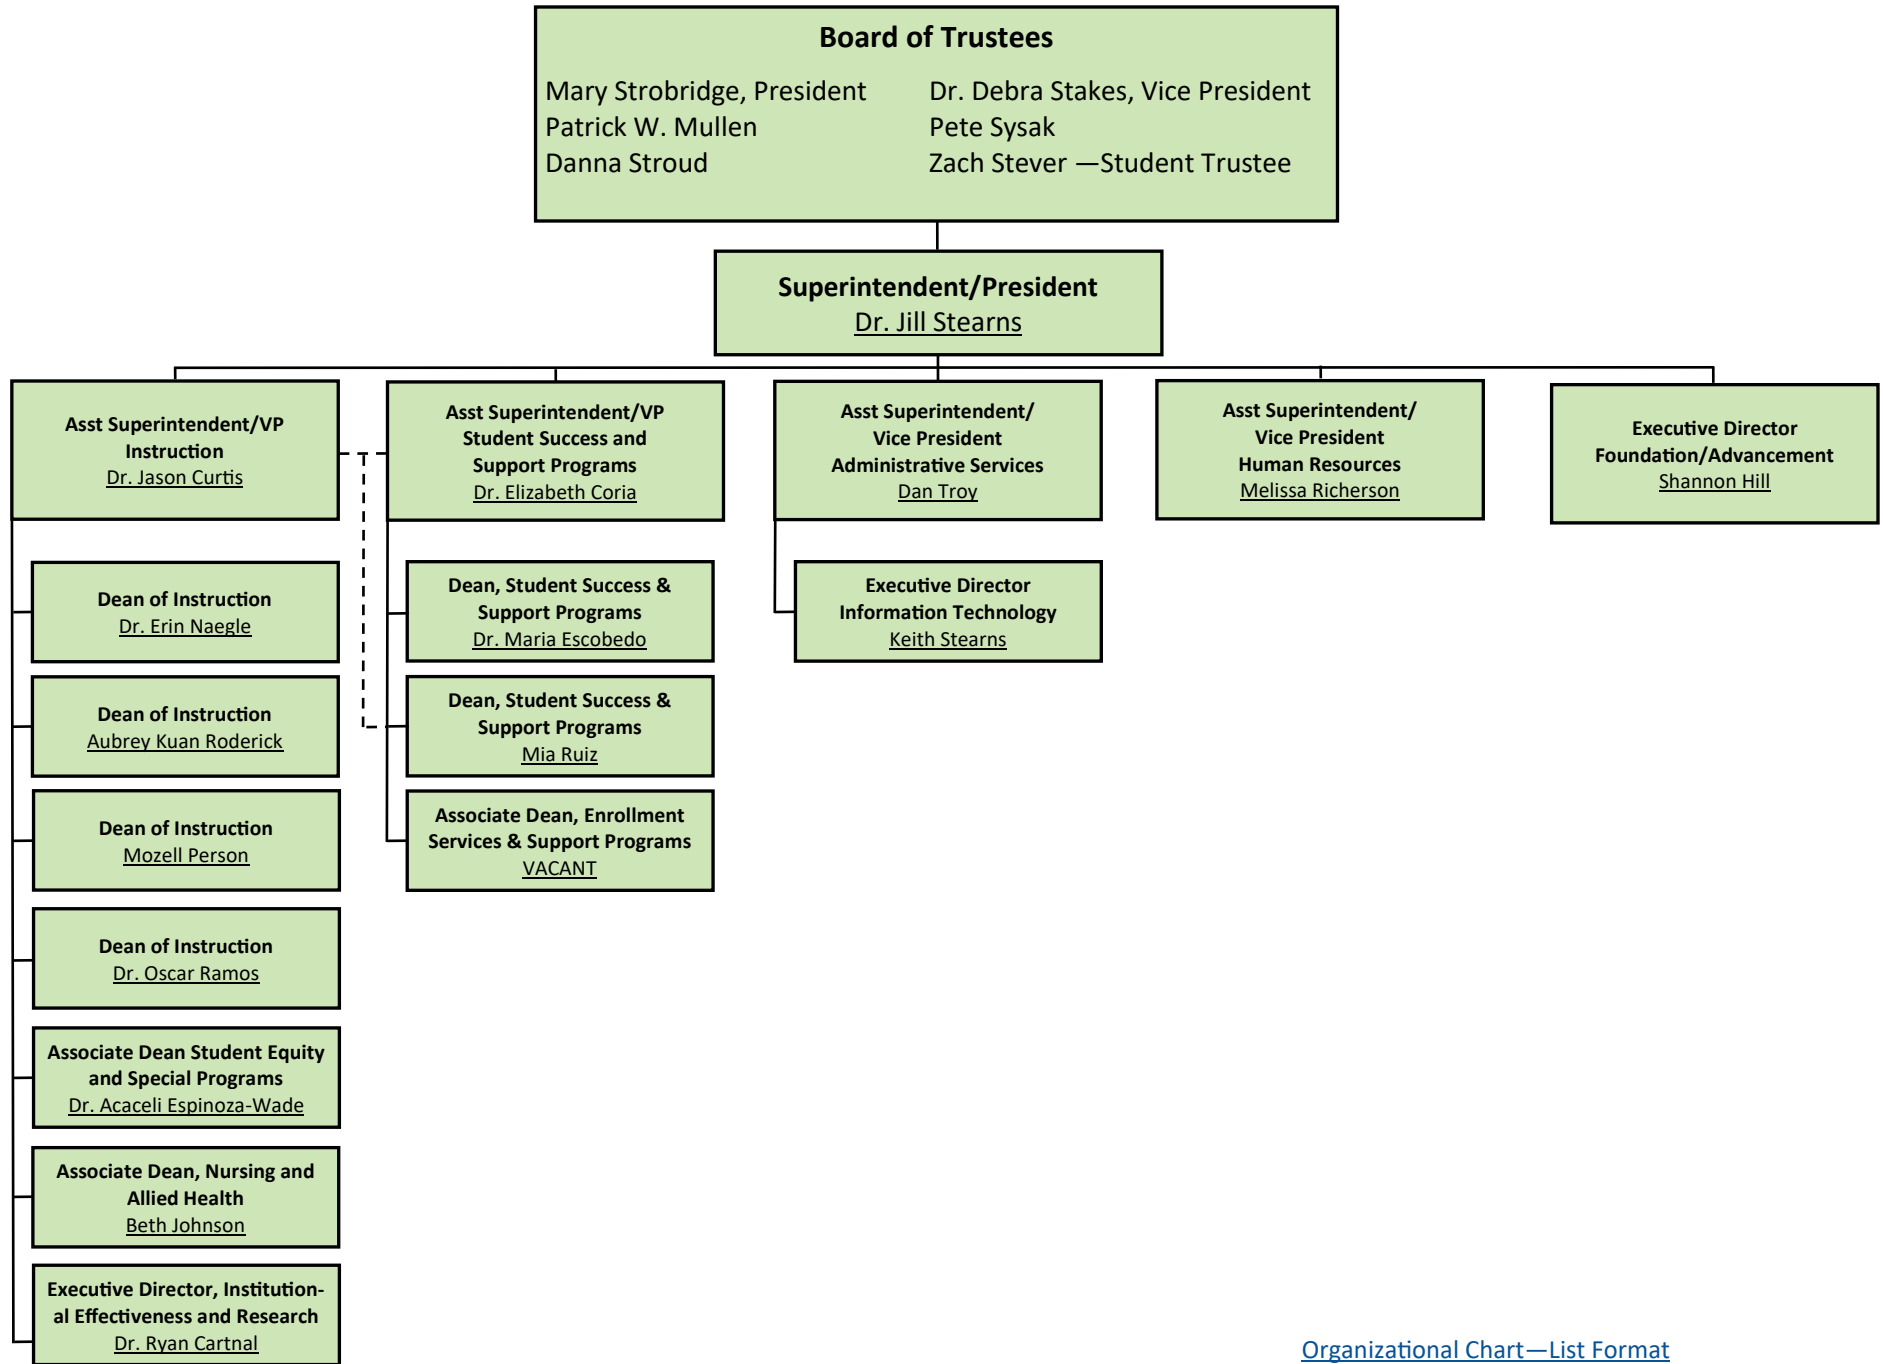 Board of Trustees
Mary Strobridge, President
Dr. Debra Stakes, Vice President
Patrick W. Mullen
Pete Sysak
Danna Stroud
Zach Stever —Student Trustee
Superintendent/President
Dr. Jill Stearns
Asst Superintendent/VP
Instruction
Dr. Jason Curtis
Asst Superintendent/VP
Student Success and
Support Programs
Dr. Elizabeth Coria
Asst Superintendent/
Vice President
Administrative Services
Dan Troy
Asst Superintendent/
Vice President
Human Resources
Melissa Richerson
Executive Director
Foundation/Advancement
Shannon Hill
Dean of Instruction
Dr. Erin Naegle
Dean of Instruction
Aubrey Kuan Roderick
Dean of Instruction
Mozell Person
Dean of Instruction
Dr. Oscar Ramos
Associate Dean Student Equity
and Special Programs
Dr. Acaceli Espinoza-Wade
Associate Dean, Nursing and
Allied Health
Beth Johnson
Executive Director, Institution-
al Effectiveness and Research
Dr. Ryan Cartnal
Dean, Student Success &
Support Programs
Dr. Maria Escobedo
Dean, Student Success &
Support Programs
Mia Ruiz
Associate Dean, Enrollment
Services & Support Programs
VACANT
Executive Director
Information Technology
Keith Stearns
Organizational Chart—List Format